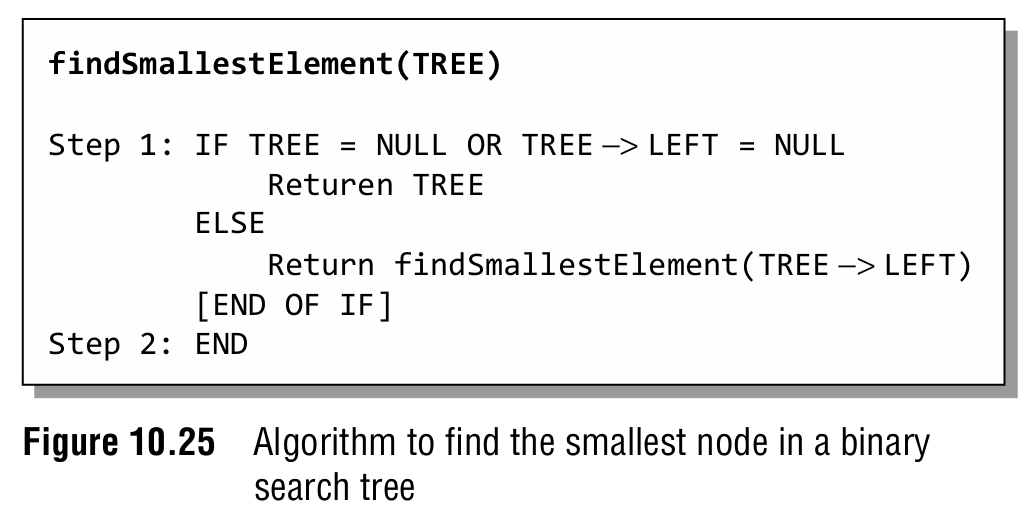 findSmallestElement(TREE)
Step 1: IF TREE = NULL OR TREE –> LEFT = NULL
Returen TREE
ELSE
Return findSmallestElement(TREE –> LEFT)
[END OF IF]
Step 2: END
Figure 10.25 Algorithm to find the smallest node in a binary
search tree